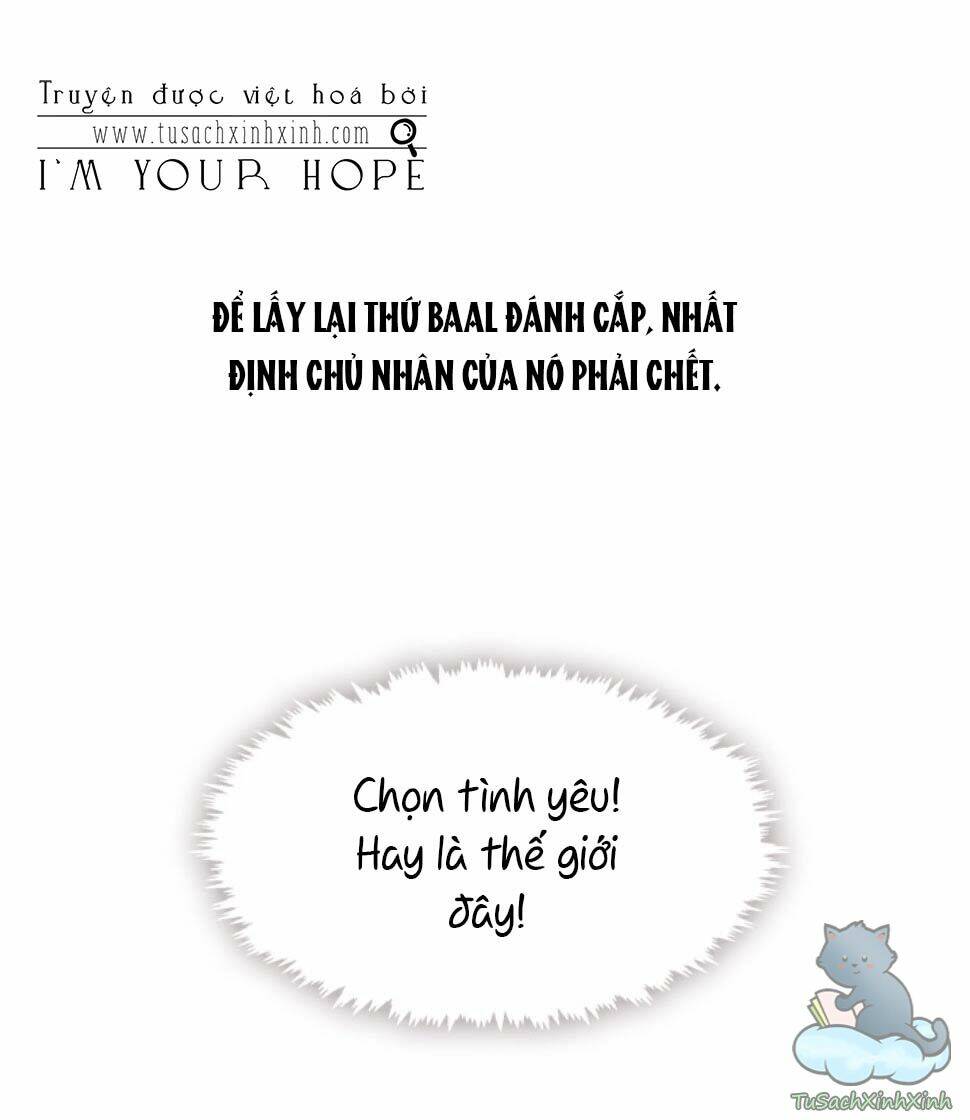 Truyện được việt hoá bởi
www.tusachxinhxinh.com
I'M YOUR HOPE
ĐỂ LẤY LẠI THỨ BAAL ĐÁNH CẮP, NHẤT
ĐỊNH CHỦ NHÂN CỦA NÓ PHẢI CHẾT.
Chọn tình yêu!
Hay là thế giới
đây!
TuSachXinhXinh